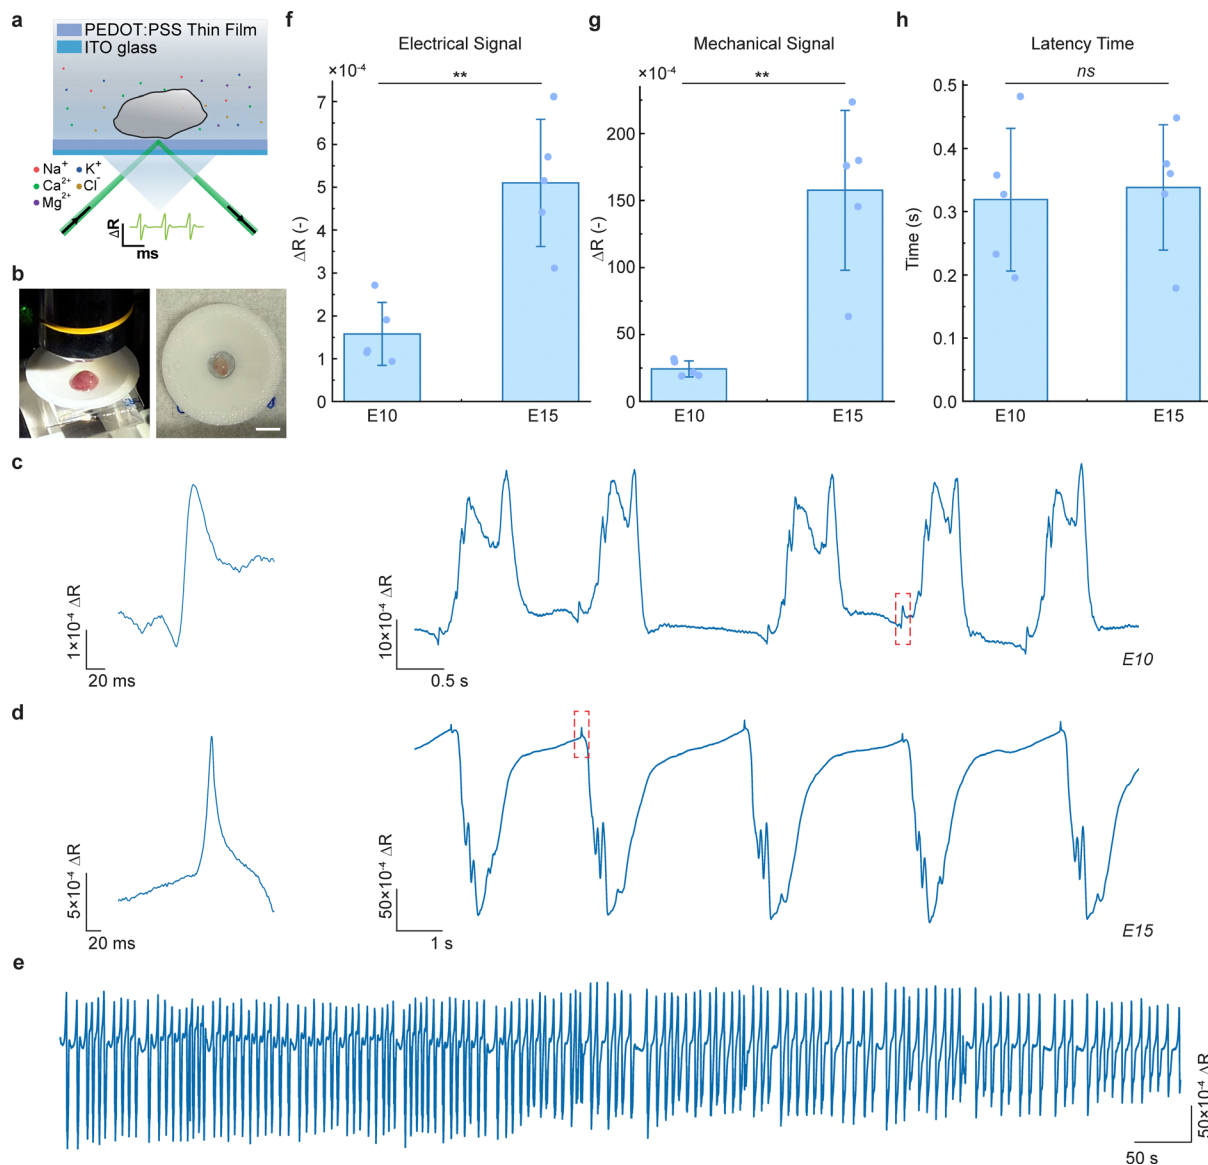 a
PEDOT:PSS Thin Film
ITO glass
Na⁺
K⁺
Ca²⁺
Cl⁻
Mg²⁺
ΔR
ms
b
f
Electrical Signal
×10⁻⁴
**
7
6
5
4
3
2
1
0
ΔR (-)
E10
E15
g
Mechanical Signal
×10⁻⁴
**
200
150
100
50
0
ΔR (-)
E10
E15
h
Latency Time
ns
0.5
0.4
0.3
0.2
0.1
0.0
Time (s)
E10
E15
c
1×10⁻⁴ ΔR
20 ms
10×10⁻⁴ ΔR
0.5 s
E10
d
5×10⁻⁴ ΔR
20 ms
50×10⁻⁴ ΔR
1 s
E15
e
50×10⁻⁴ ΔR
50 s